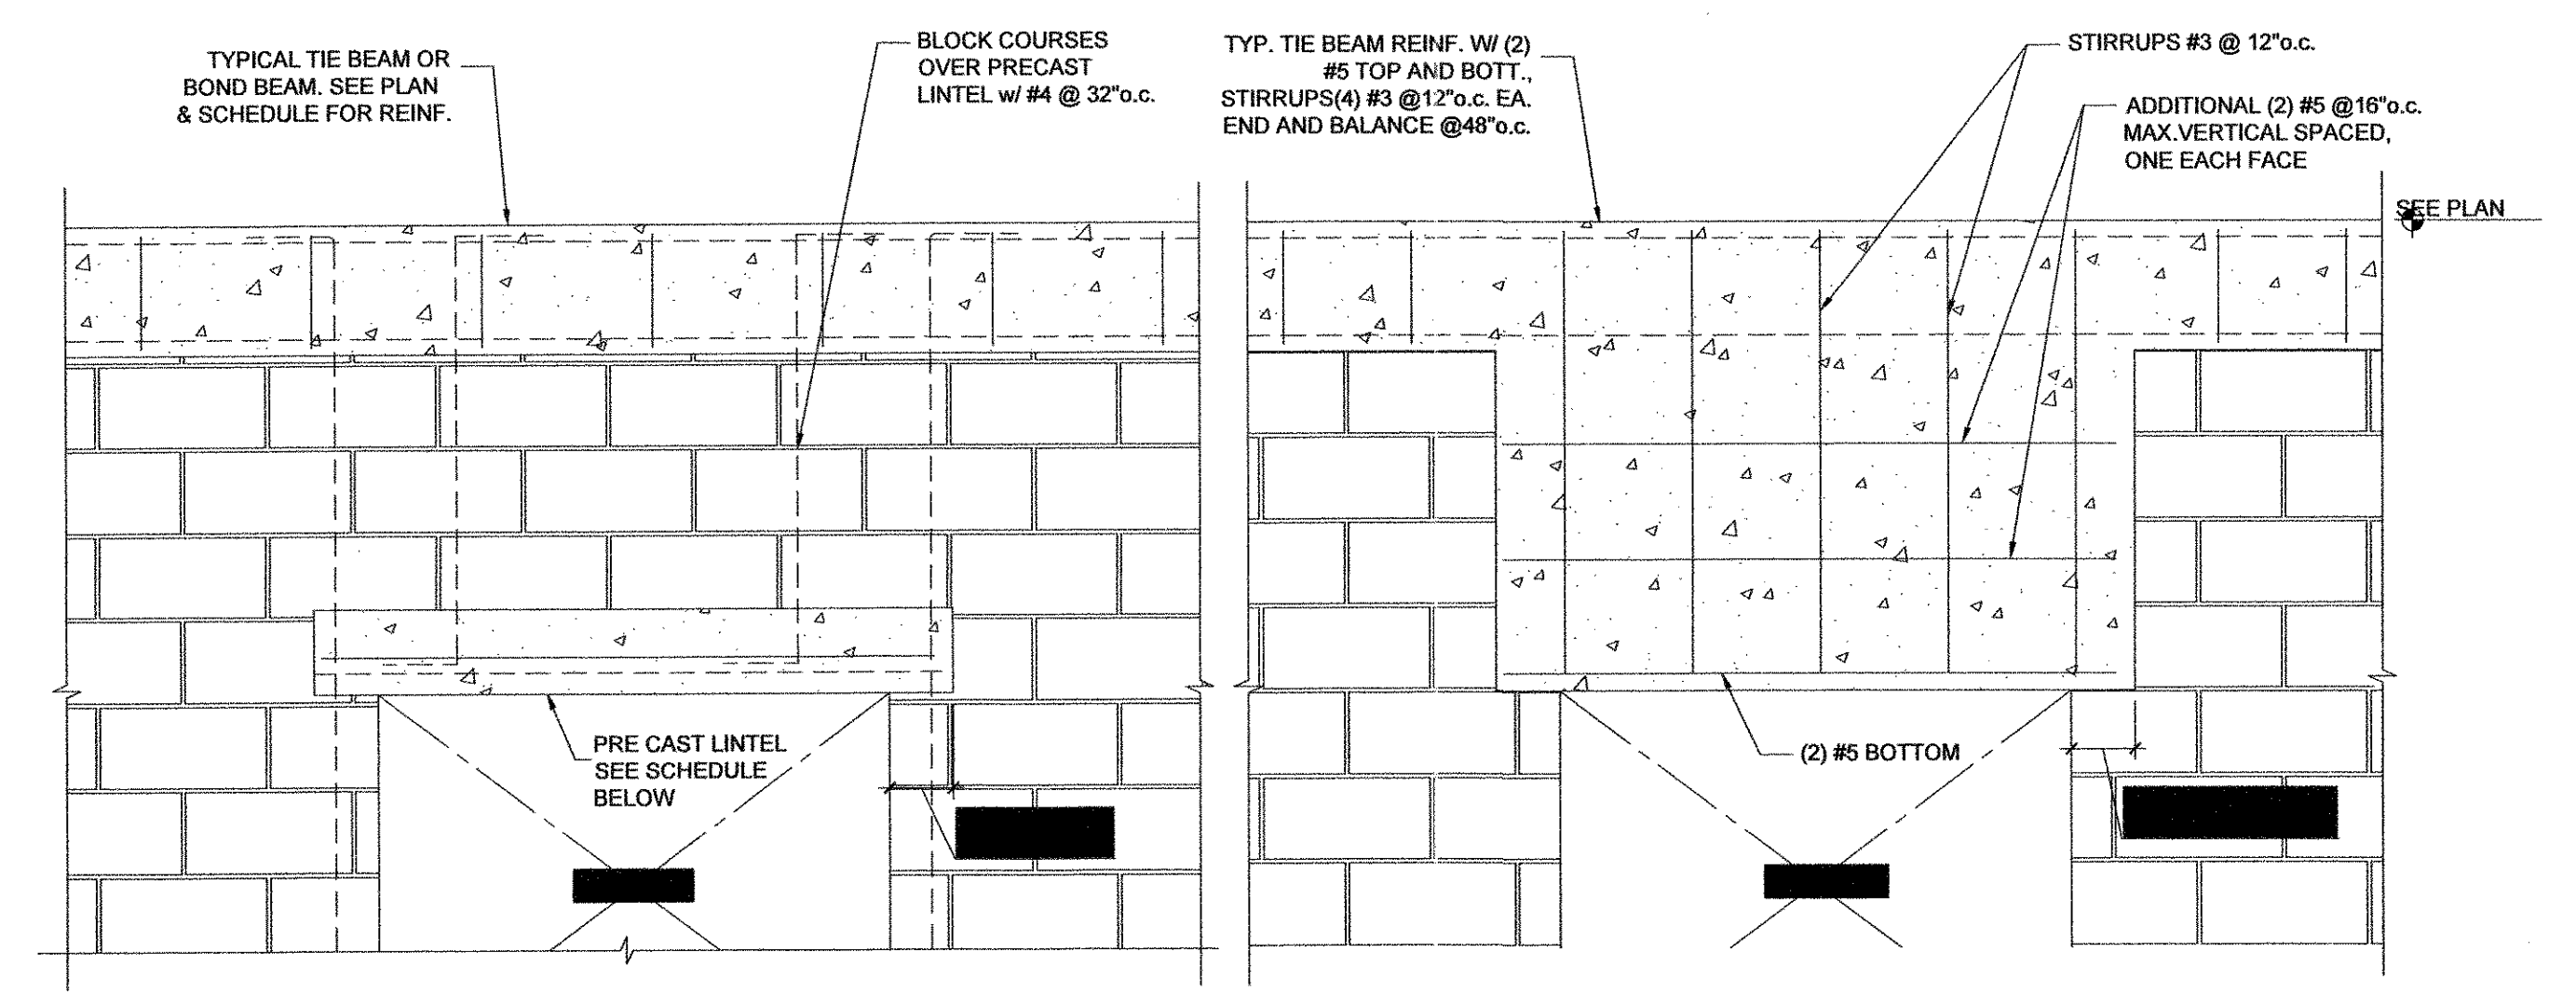 TYPICAL TIE BEAM OR
BOND BEAM. SEE PLAN
& SCHEDULE FOR REINF.
BLOCK COURSES
OVER PRECAST
LINTEL w/ #4 @ 32"o.c.
TYP. TIE BEAM REINF. W/ (2)
#5 TOP AND BOTT.,
STIRRUPS(4) #3 @12"o.c. EA.
END AND BALANCE @48"o.c.
STIRRUPS #3 @ 12"o.c.
ADDITIONAL (2) #5 @16"o.c.
MAX.VERTICAL SPACED,
ONE EACH FACE
SEE PLAN
PRE CAST LINTEL
SEE SCHEDULE
BELOW
(2) #5 BOTTOM